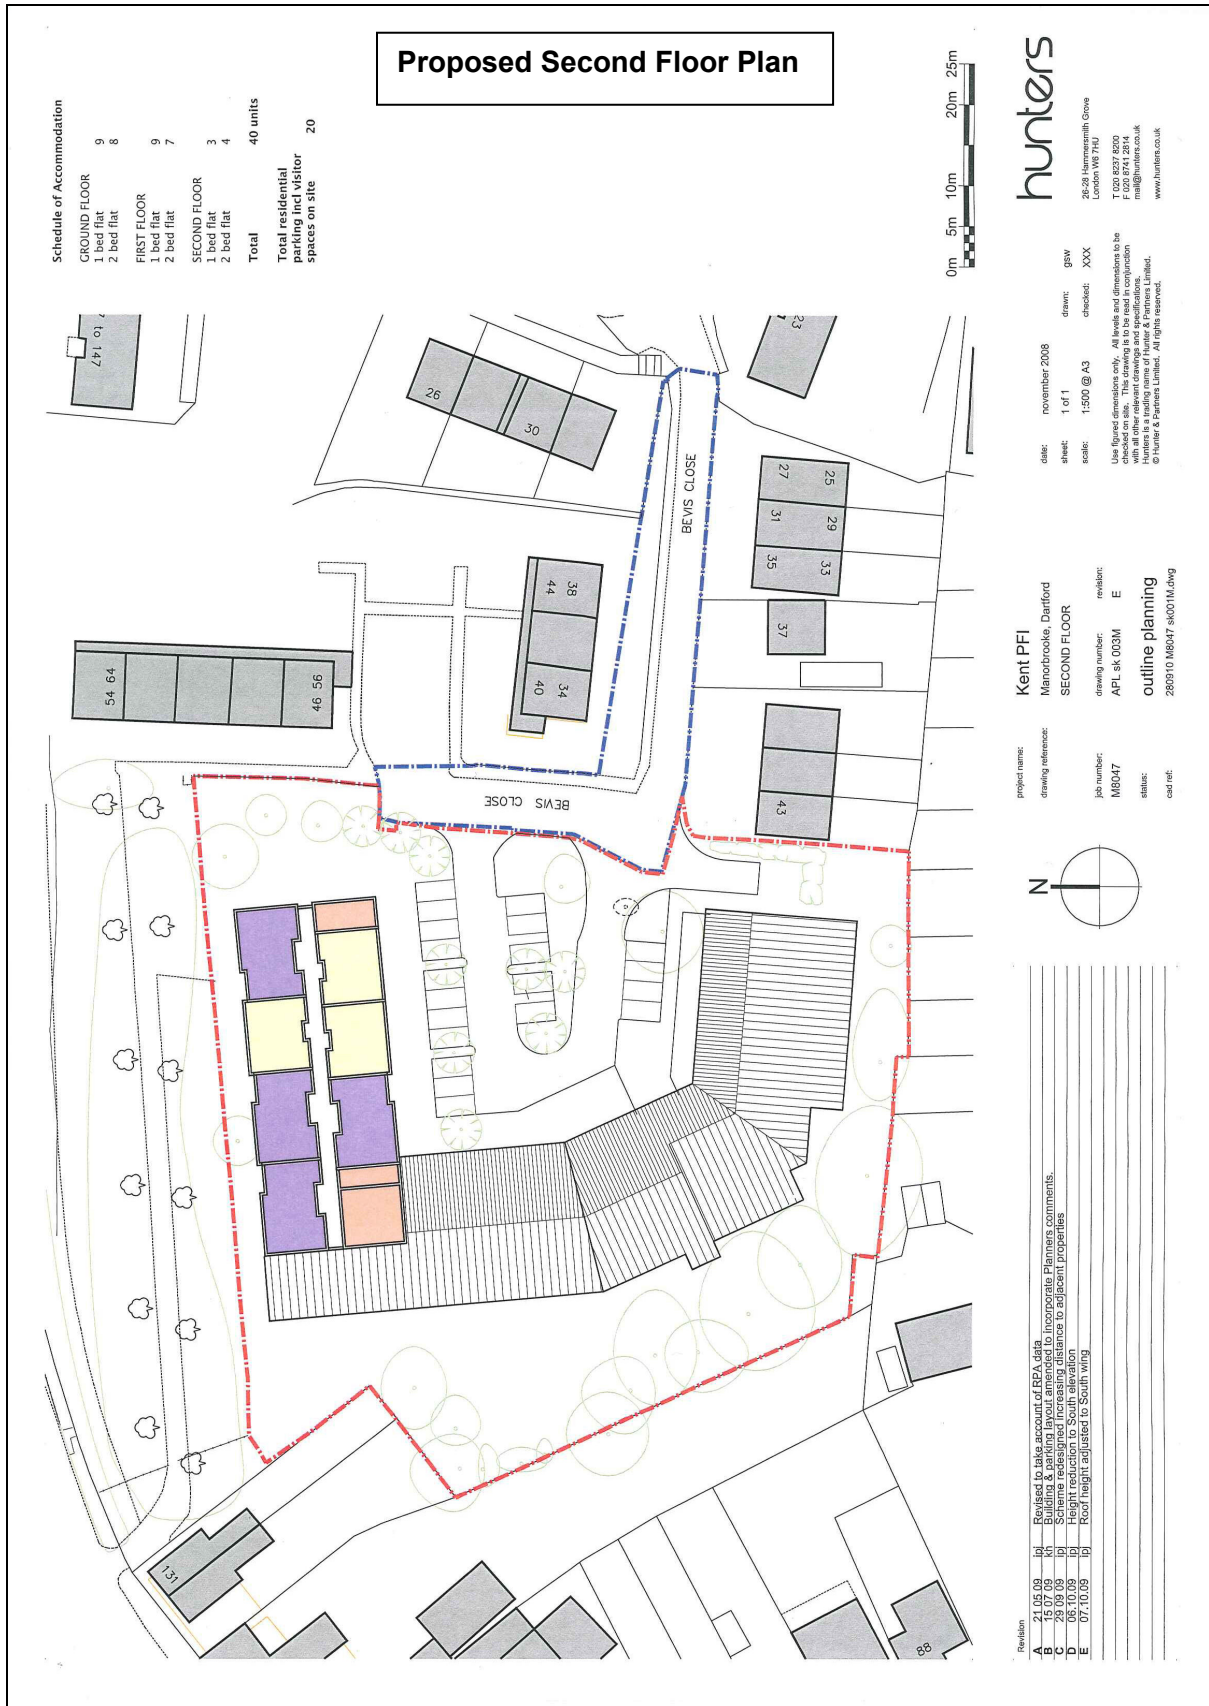 Proposed Second Floor Plan
Schedule of Accommodation
GROUND FLOOR
1 bed flat 9
2 bed flat 8
FIRST FLOOR
1 bed flat 9
2 bed flat 7
SECOND FLOOR
1 bed flat 3
2 bed flat 4
Total 40 units
Total residential
parking incl visitor
spaces on site 20
0m 5m 10m 20m 25m
to 147
26
30
23
BEVIS CLOSE
27
25
31
29
35
33
37
38
44
34
40
54 64
46 56
BEVIS CLOSE
43
131
88
hunters
26-28 Hammersmith Grove
London W6 7HU
T 020 8237 8200
F 020 8741 2814
mail@hunters.co.uk
www.hunters.co.uk
date: november 2008 drawn: gsw
sheet: 1 of 1 checked: XXX
scale: 1:500 @ A3
Use figured dimensions only. All levels and dimensions to be
checked on site. This drawing is to be read in conjunction
with all other relevant drawings and specifications.
Hunters is a trading name of Hunter & Partners Limited.
© Hunter & Partners Limited. All rights reserved.
project name: Kent PFI
Manorbrooke, Dartford
drawing reference: SECOND FLOOR
job number: drawing number: revision:
M8047 APL sk 003M E
status: outline planning
cad ref: 280910 M8047 sk001M.dwg
N
Revision
A 21.05.09 ipj Revised to take account of RPA data
B 15 07 09 kh Building & parking layout amended to incorporate Planners comments.
C 29 09 09 ipj Scheme redesigned increasing distance to adjacent properties
D 06.10.09 ipj Height reduction to South elevation
E 07.10.09 ipj Roof height adjusted to South wing